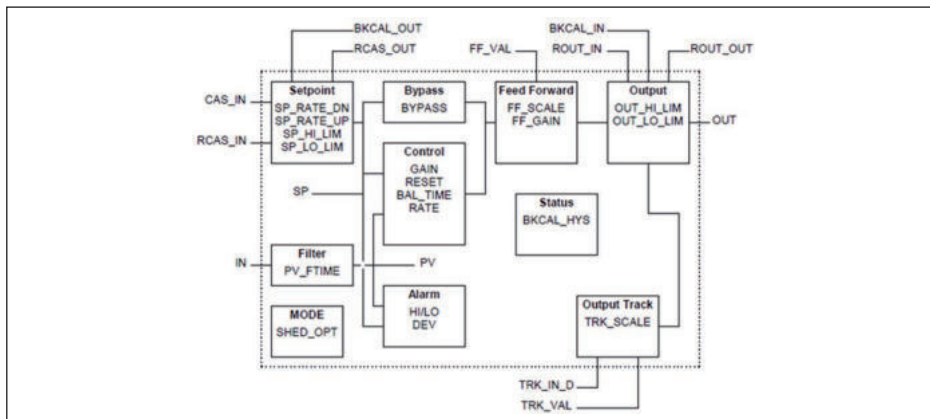 BKCAL_OUT
RCAS_OUT
FF_VAL
BKCAL_IN
ROUT_IN
ROUT_OUT
CAS_IN
RCAS_IN
Setpoint
SP_RATE_DN
SP_RATE_UP
SP_HI_LIM
SP_LO_LIM
Bypass
BYPASS
Feed Forward
FF_SCALE
FF_GAIN
Output
OUT_HI_LIM
OUT_LO_LIM
OUT
Control
GAIN
RESET
BAL_TIME
RATE
SP
Status
BKCAL_HYS
IN
Filter
PV_FTIME
PV
Alarm
HI/LO
DEV
MODE
SHED_OPT
Output Track
TRK_SCALE
TRK_IN_D
TRK_VAL